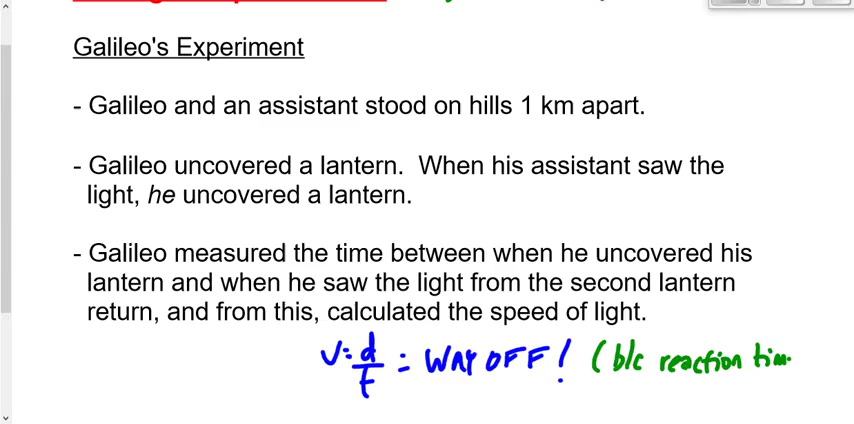 Galileo's Experiment
- Galileo and an assistant stood on hills 1 km apart.
- Galileo uncovered a lantern. When his assistant saw the
light, he uncovered a lantern.
- Galileo measured the time between when he uncovered his
lantern and when he saw the light from the second lantern
return, and from this, calculated the speed of light.
v = d/t = WAY OFF! (b/c reaction tim